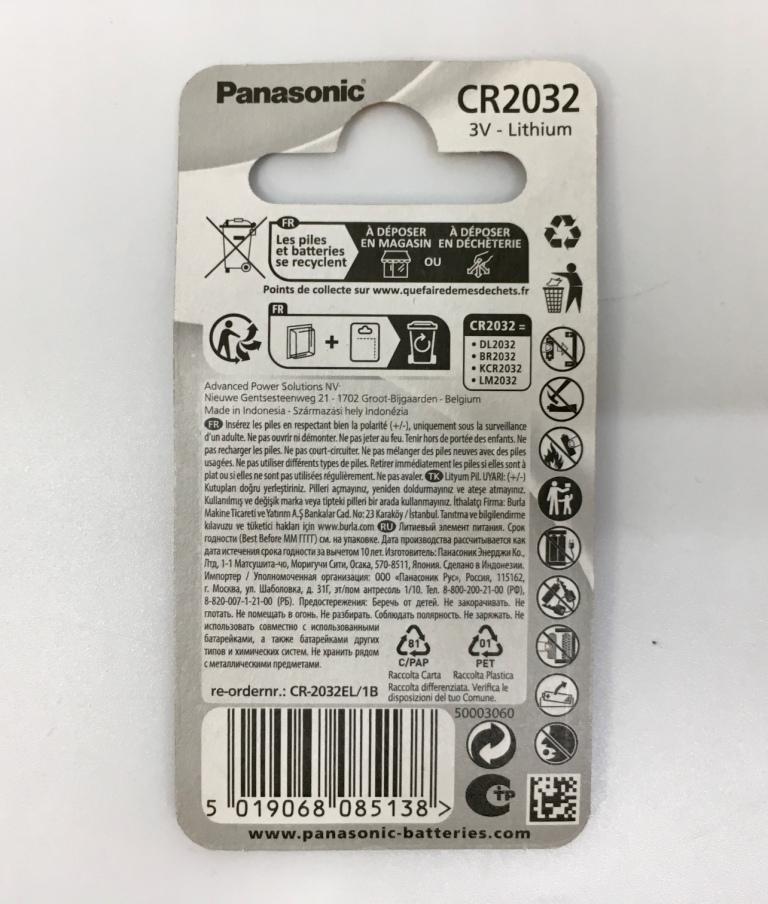 Panasonic
CR2032
3V - Lithium
FR
Les piles
et batteries
se recyclent
À DÉPOSER
EN MAGASIN
OU
À DÉPOSER
EN DÉCHÈTERIE
Points de collecte sur www.quefairedemesdechets.fr
FR
+
CR2032 =
• DL2032
• BR2032
• KCR2032
• LM2032
Advanced Power Solutions NV
Nieuwe Gentsesteenweg 21 - 1702 Groot-Bijgaarden - Belgium
Made in Indonesia - Származási hely Indonézia
FR Insérez les piles en respectant bien la polarité (+/-), uniquement sous la surveillance
d'un adulte. Ne pas ouvrir ni démonter. Ne pas jeter au feu. Tenir hors de portée des enfants. Ne
pas recharger les piles. Ne pas court-circuiter. Ne pas mélanger des piles neuves avec des piles
usagées. Ne pas utiliser différents types de piles. Retirer immédiatement les piles si elles sont à
plat ou si elles ne sont pas utilisées régulièrement. Ne pas avaler. TK Lityum Pil. UYARI: (+/-)
Kutupları doğru yerleştiriniz. Pilleri açmayınız, yeniden doldurmayınız ve ateşe atmayınız.
Kullanılmış ve değişik marka veya tipteki pilleri bir arada kullanmayınız. İthalatçı Firma: Burla
Makine Ticareti ve Yatırım A.Ş Bankalar Cad. No: 23 Karaköy / İstanbul. Tanıtma ve bilgilendirme
kılavuzu ve tüketici hakları için www.burla.com RU Литиевый элемент питания. Срок
годности (Best Before ММ ГГГГ) см. на упаковке. Дата производства рассчитывается как
дата истечения срока годности за вычетом 10 лет. Изготовитель: Панасоник Энерджи Ко.,
Лтд, 1-1 Матсушита-чо, Моригучи Сити, Осака, 570-8511, Япония. Сделано в Индонезии.
Импортер / Уполномоченная организация: ООО «Панасоник Рус», Россия, 115162,
г. Москва, ул. Шаболовка, д. 31Г, эт/пом антресоль 1/10. Тел. 8-800-200-21-00 (РФ),
8-820-007-1-21-00 (РБ). Предостережения: Беречь от детей. Не закорачивать. Не
глотать. Не помещать в огонь. Не разбирать. Соблюдать полярность. Не заряжать. Не
использовать совместно с использованными
батарейками, а также батарейками других
типов и химических систем. Не хранить рядом
с металлическими предметами.
81
C/PAP
Raccolta Carta
01
PET
Raccolta Plastica
Raccolta differenziata. Verifica le
disposizioni del tuo Comune.
re-ordernr.: CR-2032EL/1B
50003060
5 019068 085138 >
TP
www.panasonic-batteries.com